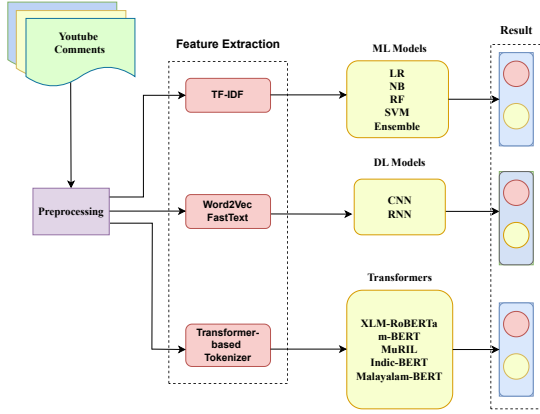 Youtube
Comments
Feature Extraction
ML Models
Result
TF-IDF
LR
NB
RF
SVM
Ensemble
DL Models
Preprocessing
Word2Vec
FastText
CNN
RNN
Transformers
Transformer-
based
Tokenizer
XLM-RoBERTa
m-BERT
MuRIL
Indic-BERT
Malayalam-BERT